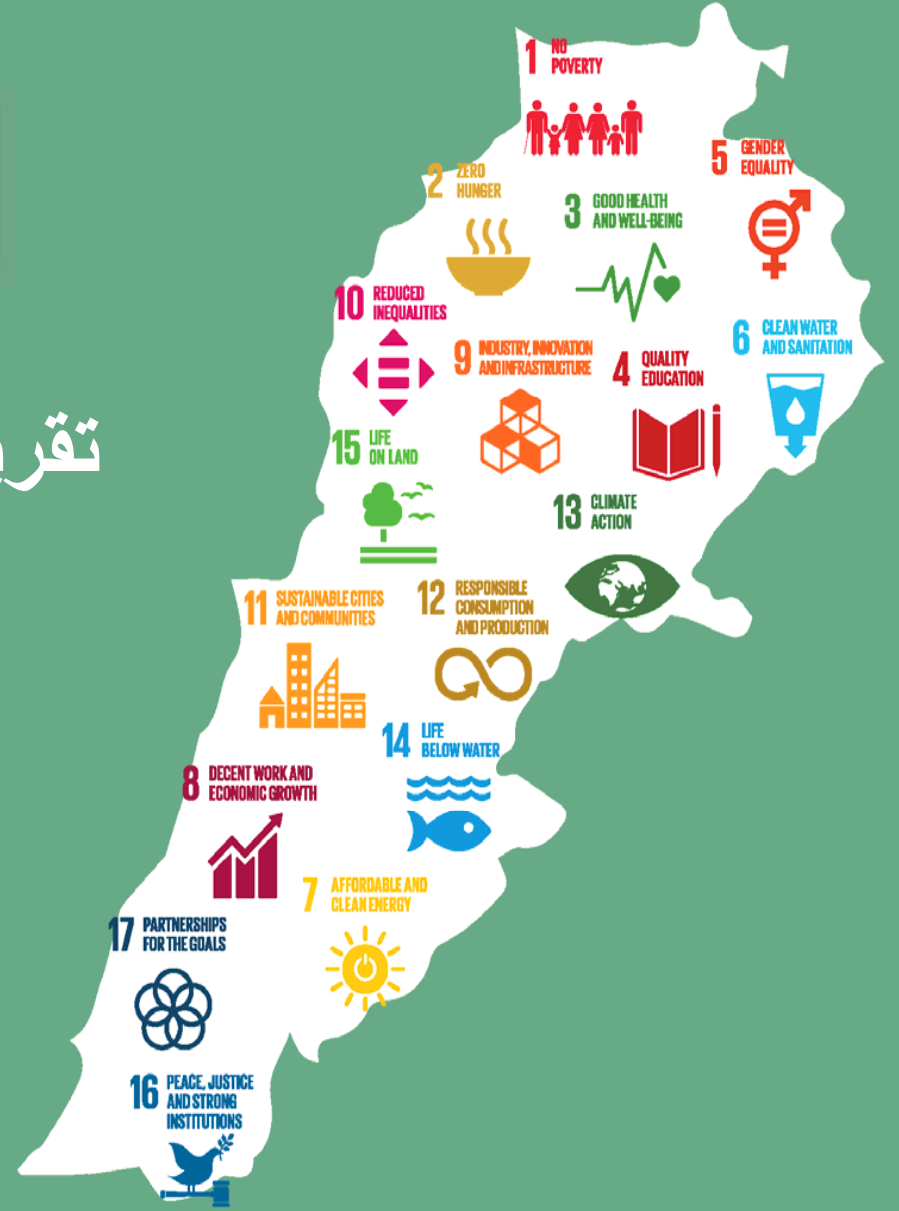 1 NO
POVERTY
5 GENDER
EQUALITY
2 ZERO
HUNGER
3 GOOD HEALTH
AND WELL-BEING
10 REDUCED
INEQUALITIES
6 CLEAN WATER
AND SANITATION
9 INDUSTRY, INNOVATION
AND INFRASTRUCTURE
4 QUALITY
EDUCATION
15 LIFE
ON LAND
13 CLIMATE
ACTION
11 SUSTAINABLE CITIES
AND COMMUNITIES
12 RESPONSIBLE
CONSUMPTION
AND PRODUCTION
14 LIFE
BELOW WATER
8 DECENT WORK AND
ECONOMIC GROWTH
7 AFFORDABLE AND
CLEAN ENERGY
17 PARTNERSHIPS
FOR THE GOALS
16 PEACE, JUSTICE
AND STRONG
INSTITUTIONS